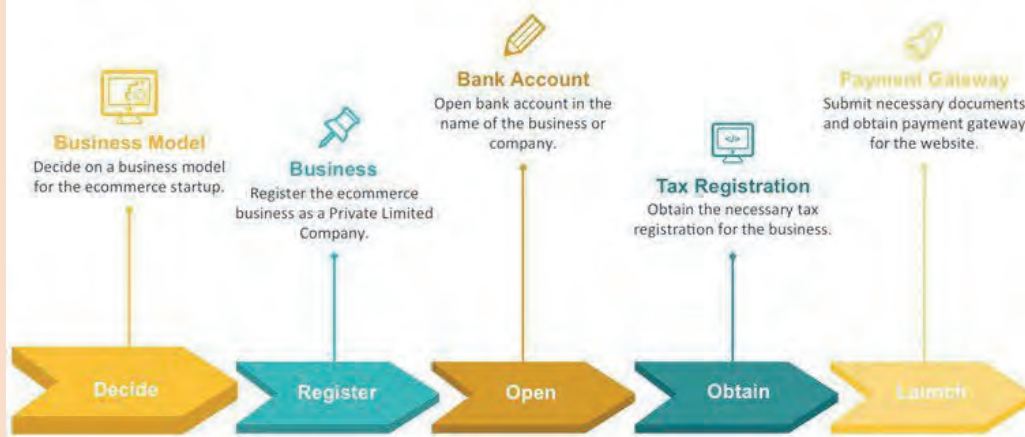 Business Model
Decide on a business model
for the ecommerce startup.
Business
Register the ecommerce
business as a Private Limited
Company.
Bank Account
Open bank account in the
name of the business or
company.
Tax Registration
Obtain the necessary tax
registration for the business.
Payment Gateway
Submit necessary documents
and obtain payment gateway
for the website.
Decide
Register
Open
Obtain
Launch